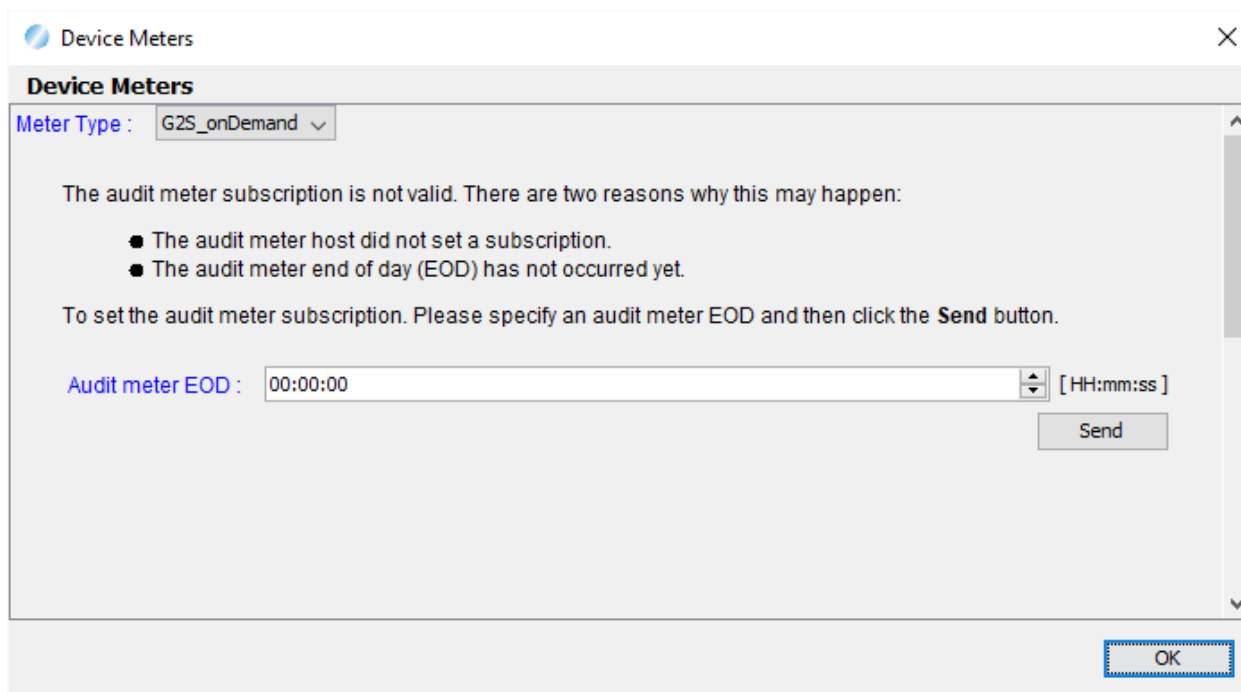 Device Meters
Device Meters
Meter Type : G2S_onDemand
The audit meter subscription is not valid. There are two reasons why this may happen:
● The audit meter host did not set a subscription.
● The audit meter end of day (EOD) has not occurred yet.
To set the audit meter subscription. Please specify an audit meter EOD and then click the Send button.
Audit meter EOD : 00:00:00 [ HH:mm:ss ]
Send
OK